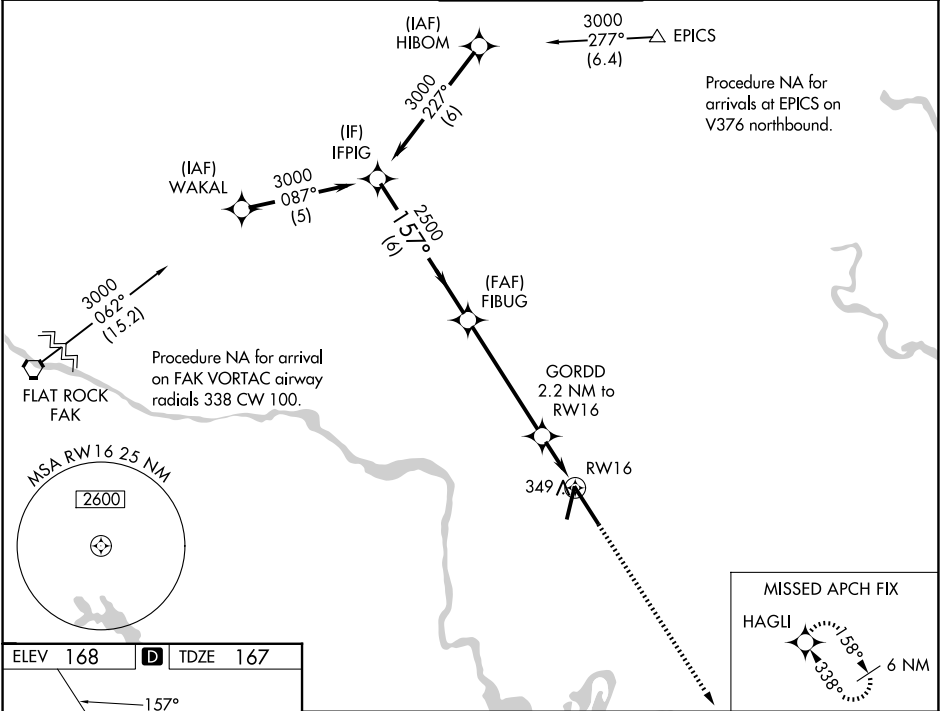 (IAF)
HIBOM
3000
277°
(6.4)
EPICS
3000
227°
(6)
Procedure NA for
arrivals at EPICS on
V376 northbound.
(IF)
IFPIG
(IAF)
WAKAL
3000
087°
(5)
2500
157°
(6)
(FAF)
FIBUG
3000
062°
(15.2)
FLAT ROCK
FAK
Procedure NA for arrival
on FAK VORTAC airway
radials 338 CW 100.
GORDD
2.2 NM to
RW16
RW16
349
MSA RW16 25 NM
2600
MISSED APCH FIX
HAGLI
158°
338°
6 NM
ELEV 168 D TDZE 167
157°